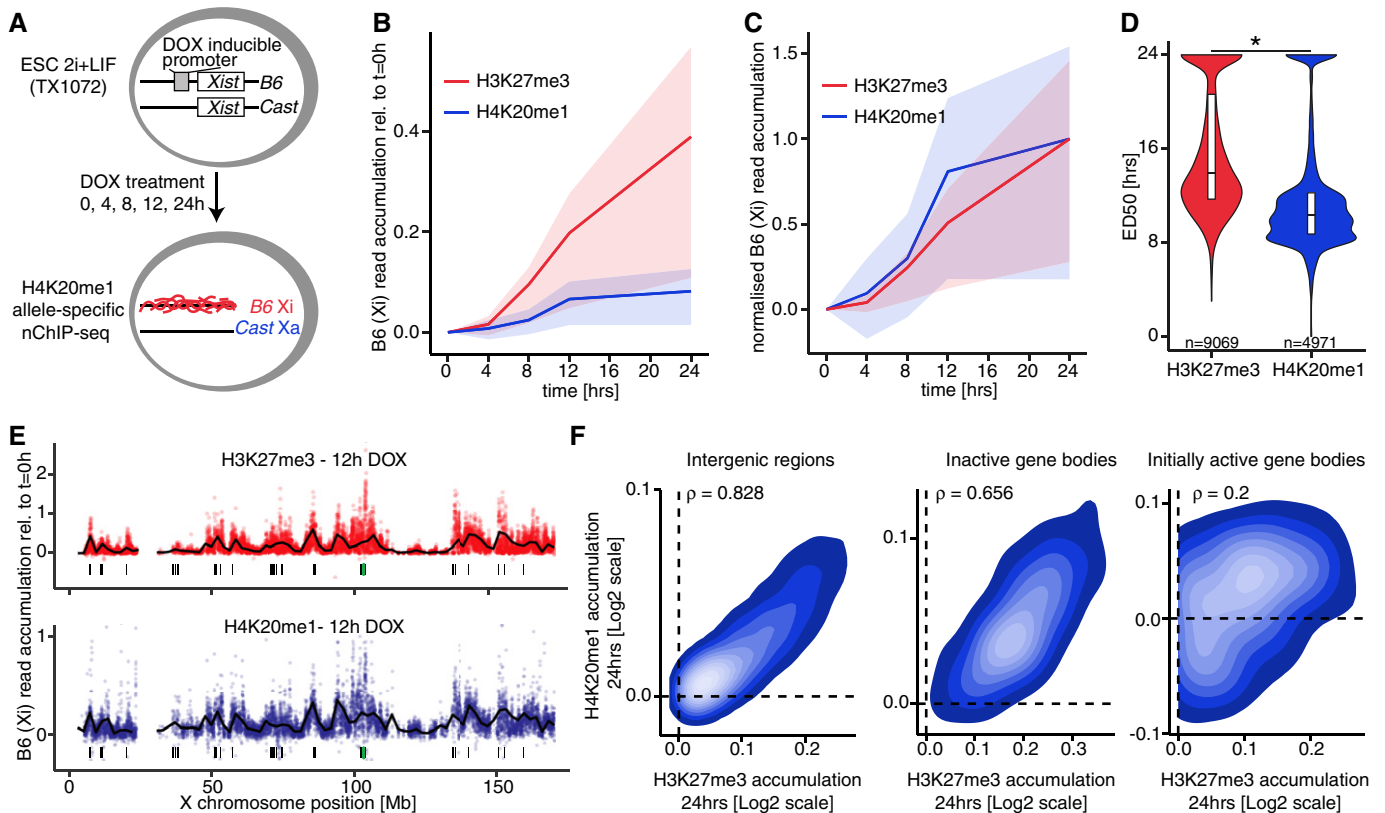 A
ESC 2i+LIF
(TX1072)
DOX inducible
promoter
Xist
B6
Xist
Cast
DOX treatment
0, 4, 8, 12, 24h
H4K20me1
allele-specific
nChIP-seq
B6 Xi
Cast Xa
B
B6 (Xi) read accumulation rel. to t=0h
0.4
0.2
0.0
H3K27me3
H4K20me1
0 4 8 12 16 20 24
time [hrs]
C
normalised B6 (Xi) read accumulation
1.5
1.0
0.5
0.0
H3K27me3
H4K20me1
0 4 8 12 16 20 24
time [hrs]
D
ED50 [hrs]
24
16
8
0
*
n=9069
n=4971
H3K27me3
H4K20me1
E
B6 (Xi) read accumulation rel. to t=0h
H3K27me3 - 12h DOX
2
1
0
H4K20me1- 12h DOX
1
0
0 50 100 150
X chromosome position [Mb]
F
H4K20me1 accumulation
24hrs [Log2 scale]
Intergenic regions
ρ = 0.828
0.1
0.0
0.0 0.1 0.2
H3K27me3 accumulation
24hrs [Log2 scale]
Inactive gene bodies
ρ = 0.656
0.1
0.0
0.0 0.1 0.2 0.3
H3K27me3 accumulation
24hrs [Log2 scale]
Initially active gene bodies
ρ = 0.2
0.1
0.0
-0.1
0.0 0.1 0.2
H3K27me3 accumulation
24hrs [Log2 scale]